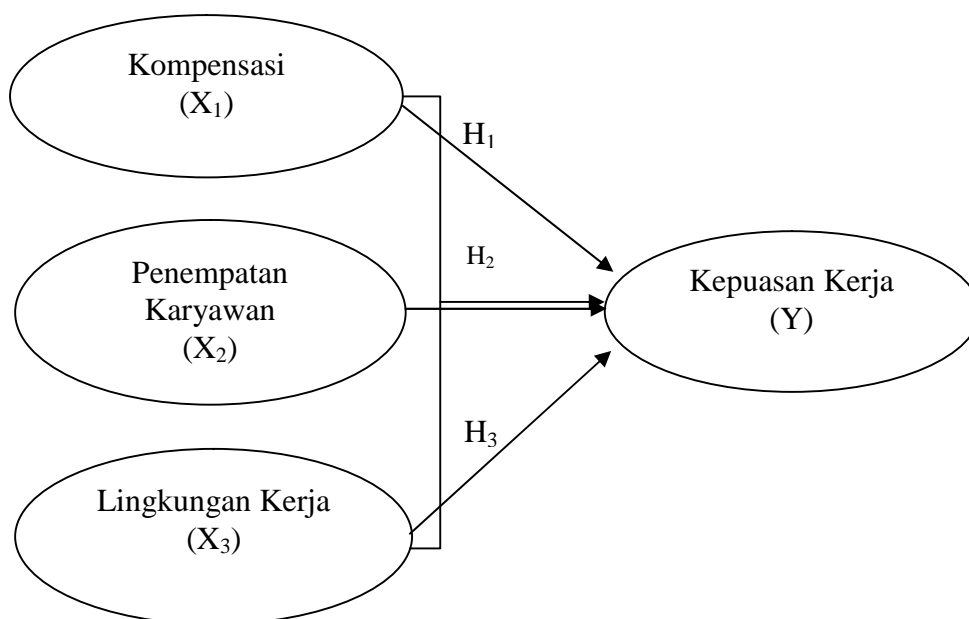 Kompensasi
(X₁)
H₁
Penempatan
Karyawan
(X₂)
H₂
Kepuasan Kerja
(Y)
Lingkungan Kerja
(X₃)
H₃